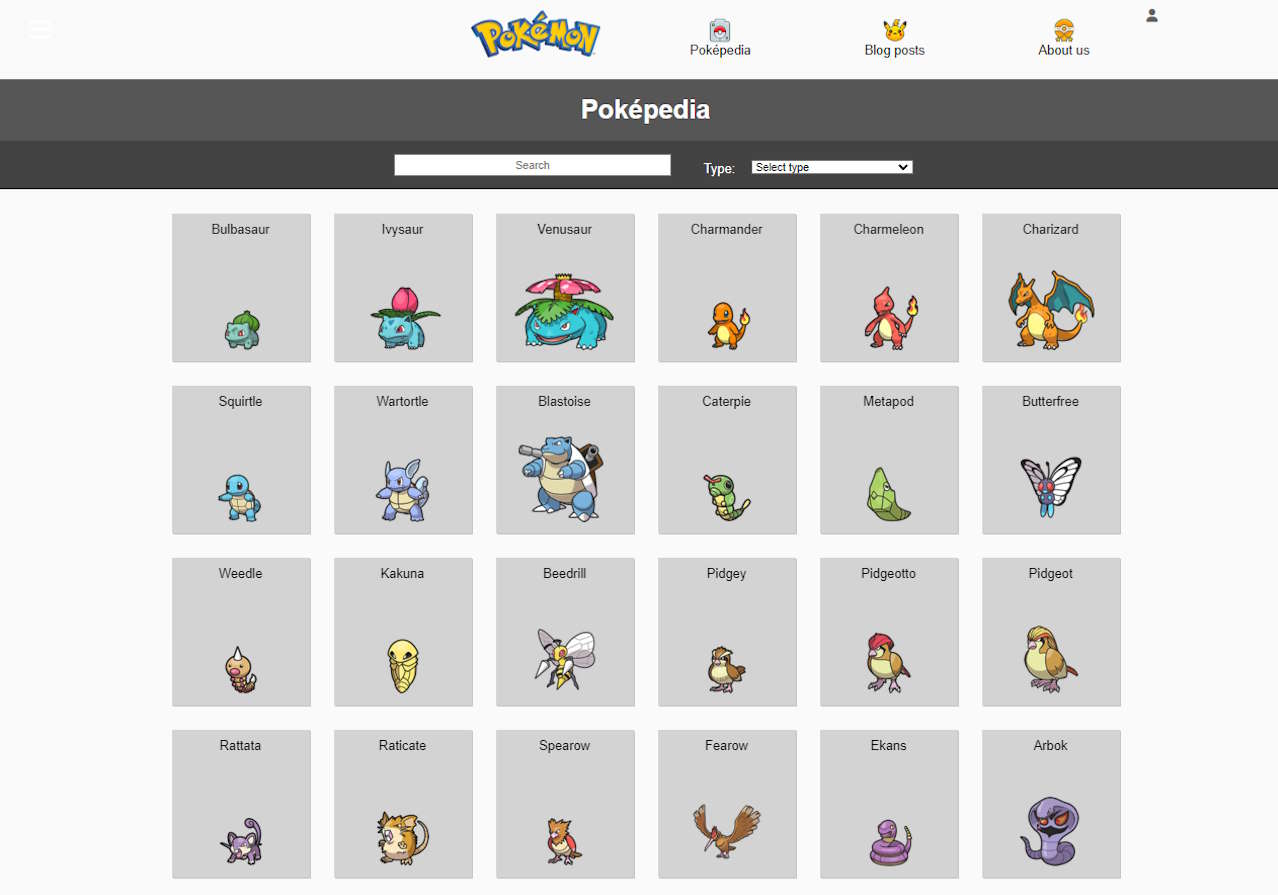 POKéMON
Poképedia
Blog posts
About us
Poképedia
Search
Type:
Select type
Bulbasaur
Ivysaur
Venusaur
Charmander
Charmeleon
Charizard
Squirtle
Wartortle
Blastoise
Caterpie
Metapod
Butterfree
Weedle
Kakuna
Beedrill
Pidgey
Pidgeotto
Pidgeot
Rattata
Raticate
Spearow
Fearow
Ekans
Arbok